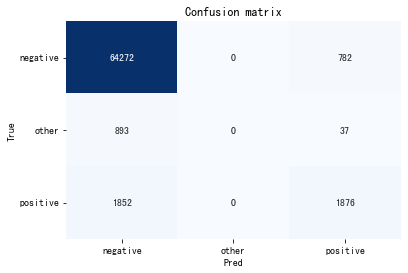 Confusion matrix
negative 64272 0 782
other 893 0 37
positive 1852 0 1876
negative other positive
Pred
True